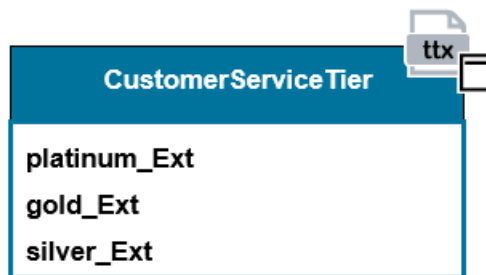 ttx
CustomerServiceTier
platinum_Ext
gold_Ext
silver_Ext